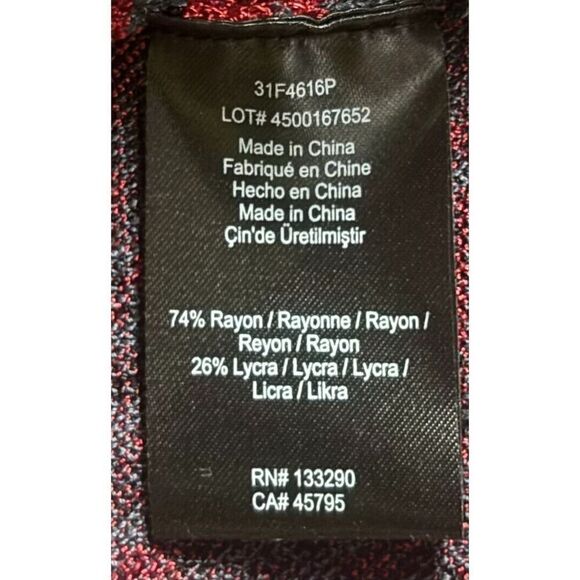 31F4616P
LOT# 4500167652
Made in China
Fabriqué en Chine
Hecho en China
Made in China
Çin'de Üretilmiştir
74% Rayon / Rayonne / Rayon /
Reyon / Rayon
26% Lycra / Lycra / Lycra /
Licra / Likra
RN# 133290
CA# 45795